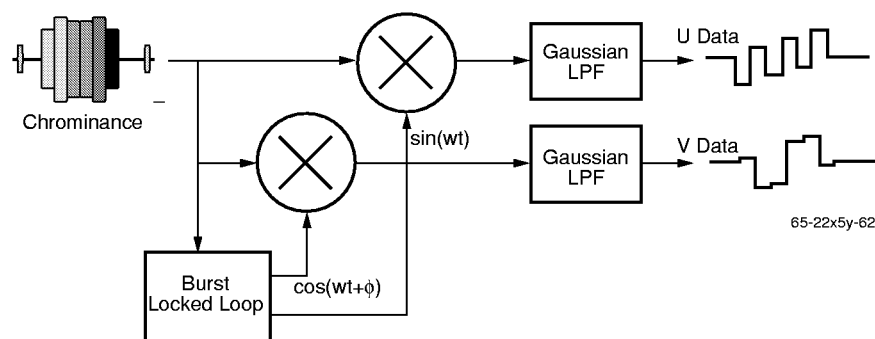 Chrominance
Gaussian
LPF
U Data
sin(wt)
Gaussian
LPF
V Data
65-22x5y-62
Burst
Locked Loop
cos(wt+ϕ)